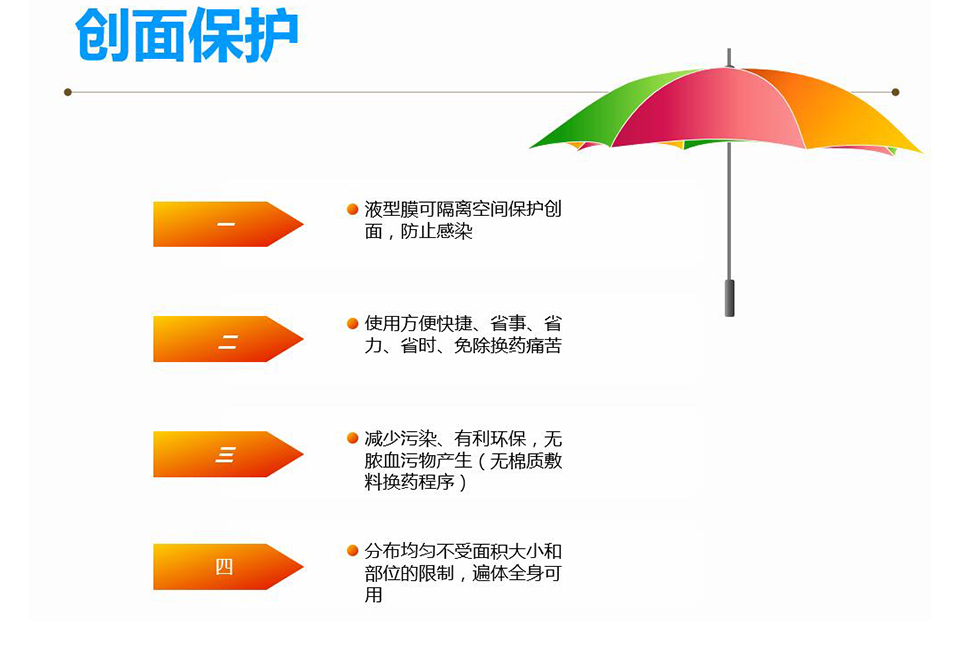 创面保护
一
液型膜可隔离空间保护创
面，防止感染
二
使用方便快捷、省事、省
力、省时、免除换药痛苦
三
减少污染、有利环保，无
脓血污物产生（无棉质敷
料换药程序）
四
分布均匀不受面积大小和
部位的限制，遍体全身可
用